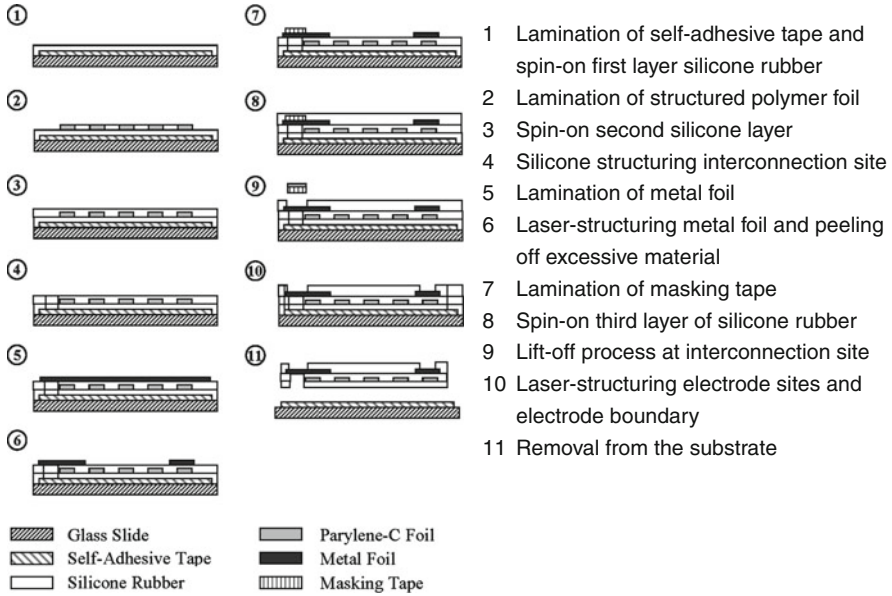 1
2
3
4
5
6
7
8
9
10
11
1 Lamination of self-adhesive tape and
spin-on first layer silicone rubber
2 Lamination of structured polymer foil
3 Spin-on second silicone layer
4 Silicone structuring interconnection site
5 Lamination of metal foil
6 Laser-structuring metal foil and peeling
off excessive material
7 Lamination of masking tape
8 Spin-on third layer of silicone rubber
9 Lift-off process at interconnection site
10 Laser-structuring electrode sites and
electrode boundary
11 Removal from the substrate
Glass Slide
Self-Adhesive Tape
Silicone Rubber
Parylene-C Foil
Metal Foil
Masking Tape